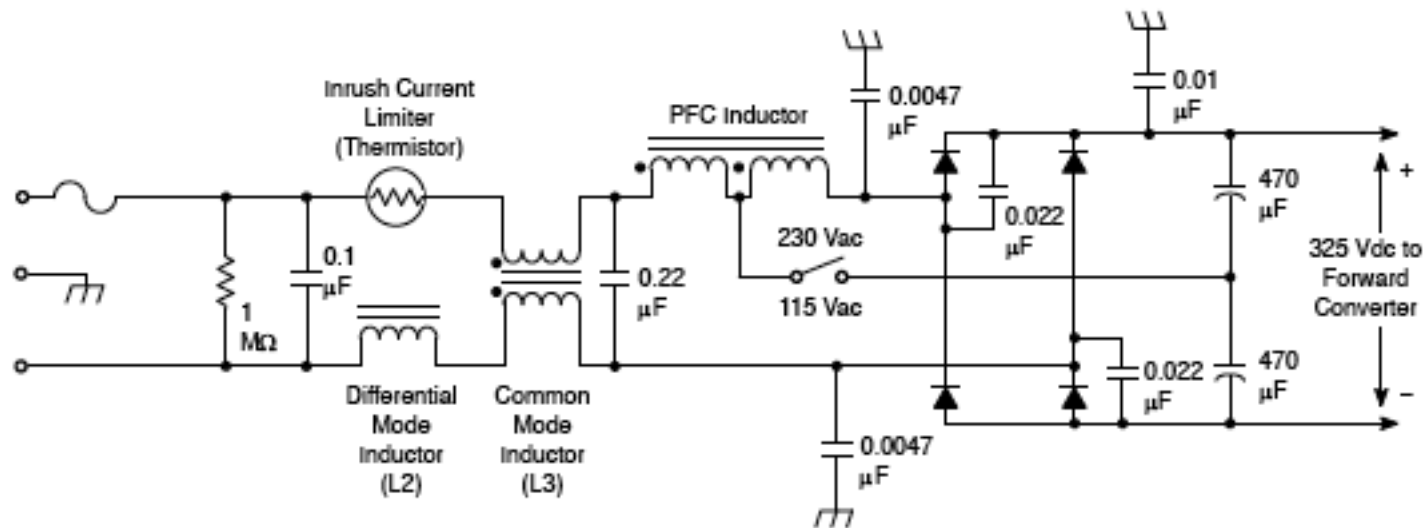 Inrush Current
Limiter
(Thermistor)
PFC Inductor
0.0047
µF
0.01
µF
0.022
µF
470
µF
+
325 Vdc to
Forward
Converter
−
230 Vac
115 Vac
0.1
µF
1
MΩ
0.22
µF
0.022
µF
470
µF
Differential
Mode
Inductor
(L2)
Common
Mode
Inductor
(L3)
0.0047
µF